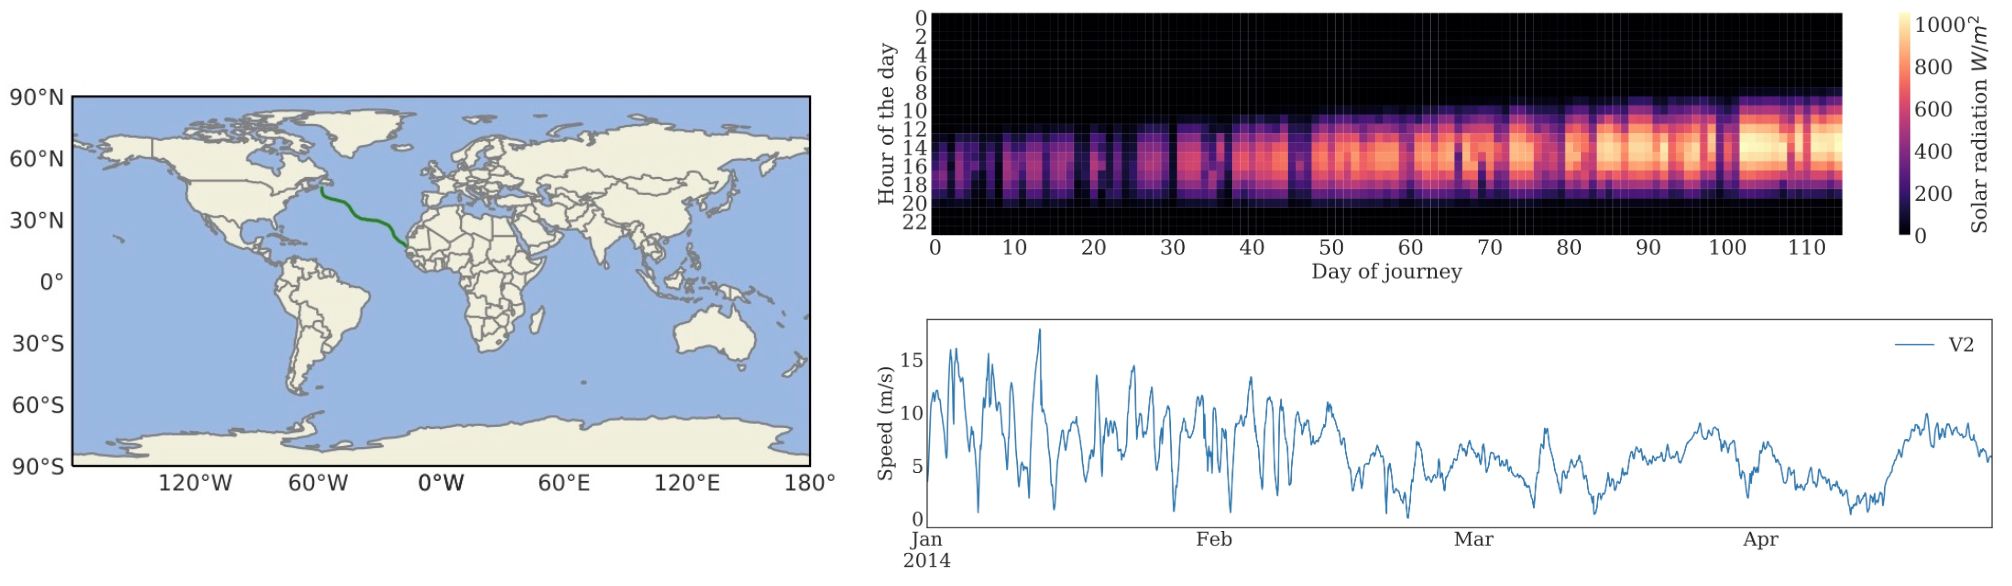 90°N
60°N
30°N
0°
30°S
60°S
90°S
120°W 60°W 0°W 60°E 120°E 180°
Hour of the day
0
2
4
6
8
10
12
14
16
18
20
22
0 10 20 30 40 50 60 70 80 90 100 110
Day of journey
1000
800
600
400
200
0
Solar radiation W/m²
Speed (m/s)
15
10
5
0
V2
Jan Feb Mar Apr
2014